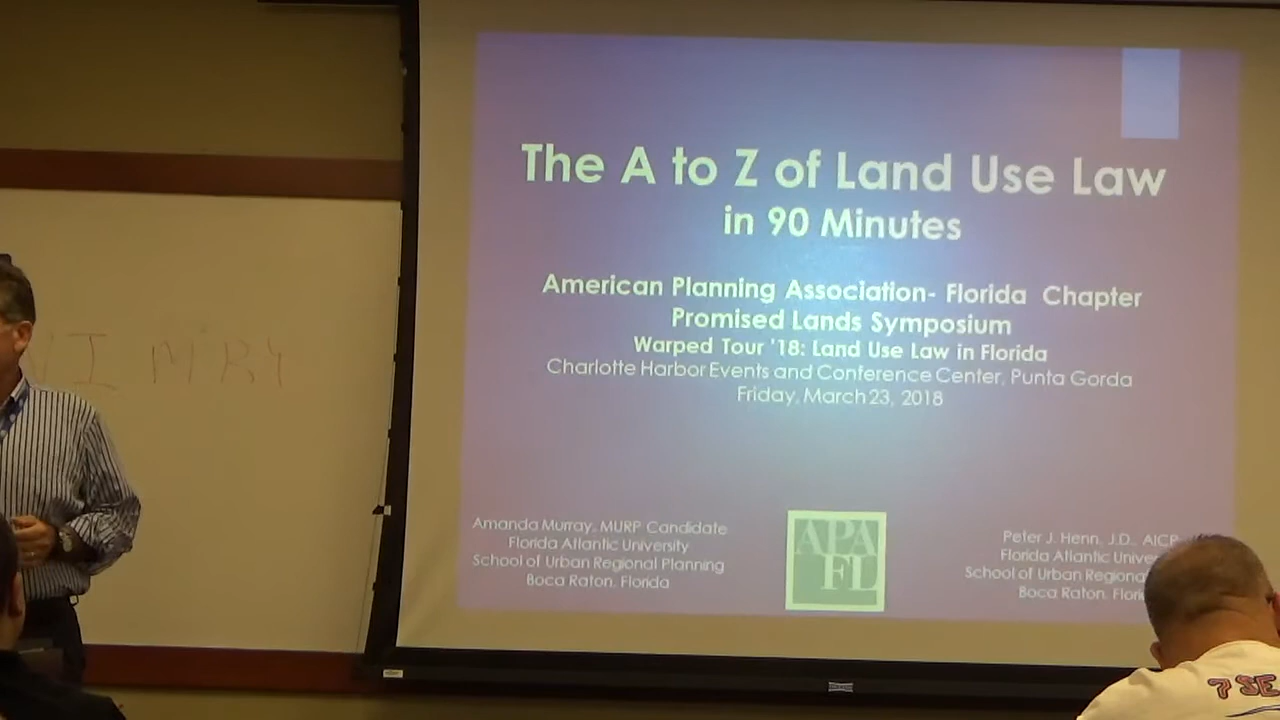 The A to Z of Land Use Law
in 90 Minutes
American Planning Association- Florida Chapter
Promised Lands Symposium
Warped Tour '18: Land Use Law in Florida
Charlotte Harbor Events and Conference Center, Punta Gorda
Friday, March 23, 2018
Amanda Murray, MURP Candidate
Florida Atlantic University
School of Urban Regional Planning
Boca Raton, Florida
APA
FL
Peter J. Henn, J.D., AICP
Florida Atlantic
School of Urban
Boca Raton,
7 SE